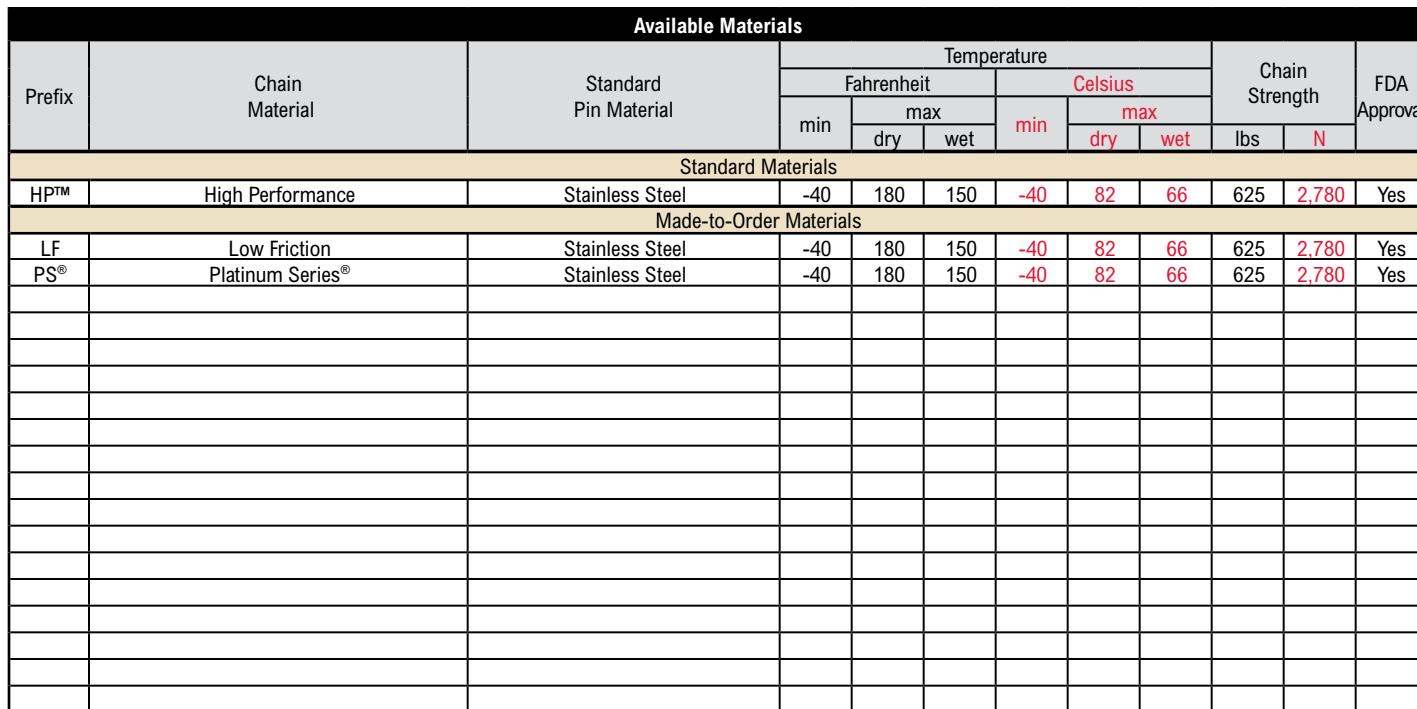 Available Materials
Prefix Chain Material Standard Pin Material Temperature Chain Strength FDA Approva
Fahrenheit Celsius
min max min max
dry wet dry wet lbs N
Standard Materials
HP™ High Performance Stainless Steel -40 180 150 -40 82 66 625 2,780 Yes
Made-to-Order Materials
LF Low Friction Stainless Steel -40 180 150 -40 82 66 625 2,780 Yes
PS® Platinum Series® Stainless Steel -40 180 150 -40 82 66 625 2,780 Yes